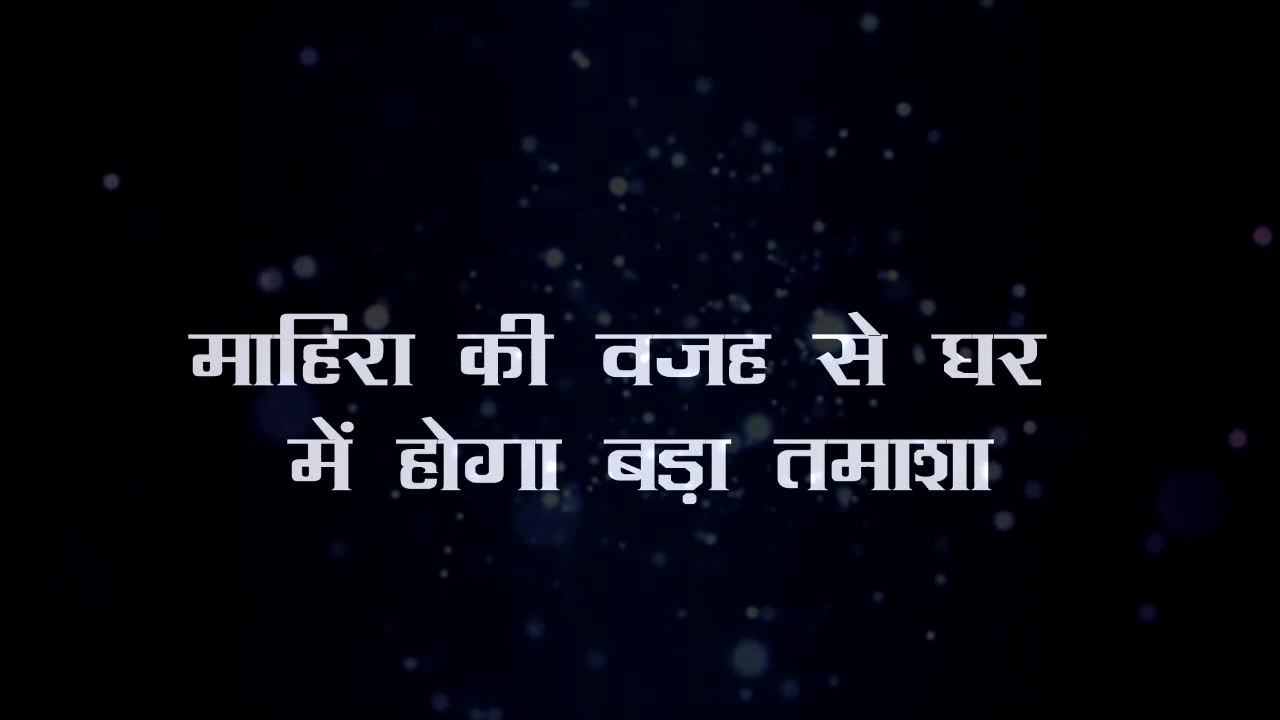 माहिरा की वजह से घर
में होगा बड़ा तमाशा